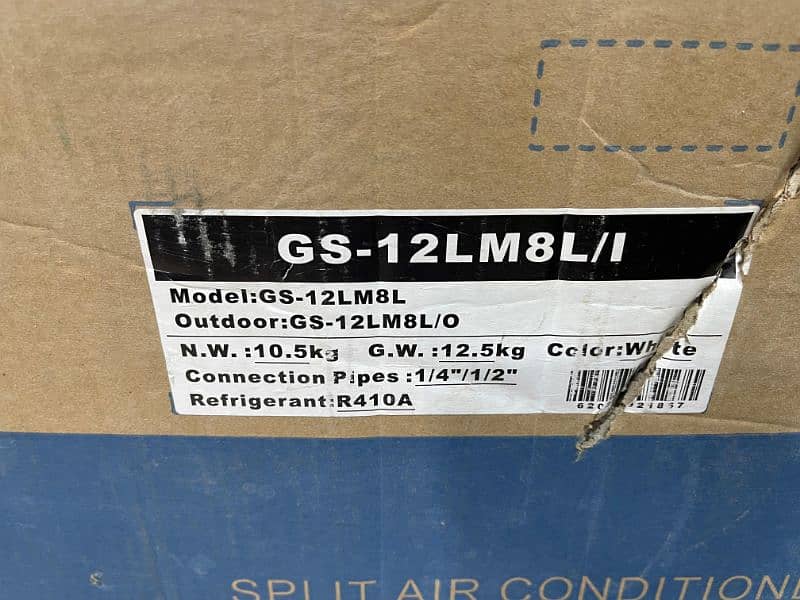 GS-12LM8L/I
Model:GS-12LM8L
Outdoor:GS-12LM8L/O
N.W. :10.5kg G.W. :12.5kg Color:White
Connection Pipes :1/4"/1/2"
Refrigerant:R410A
SPLIT AIR